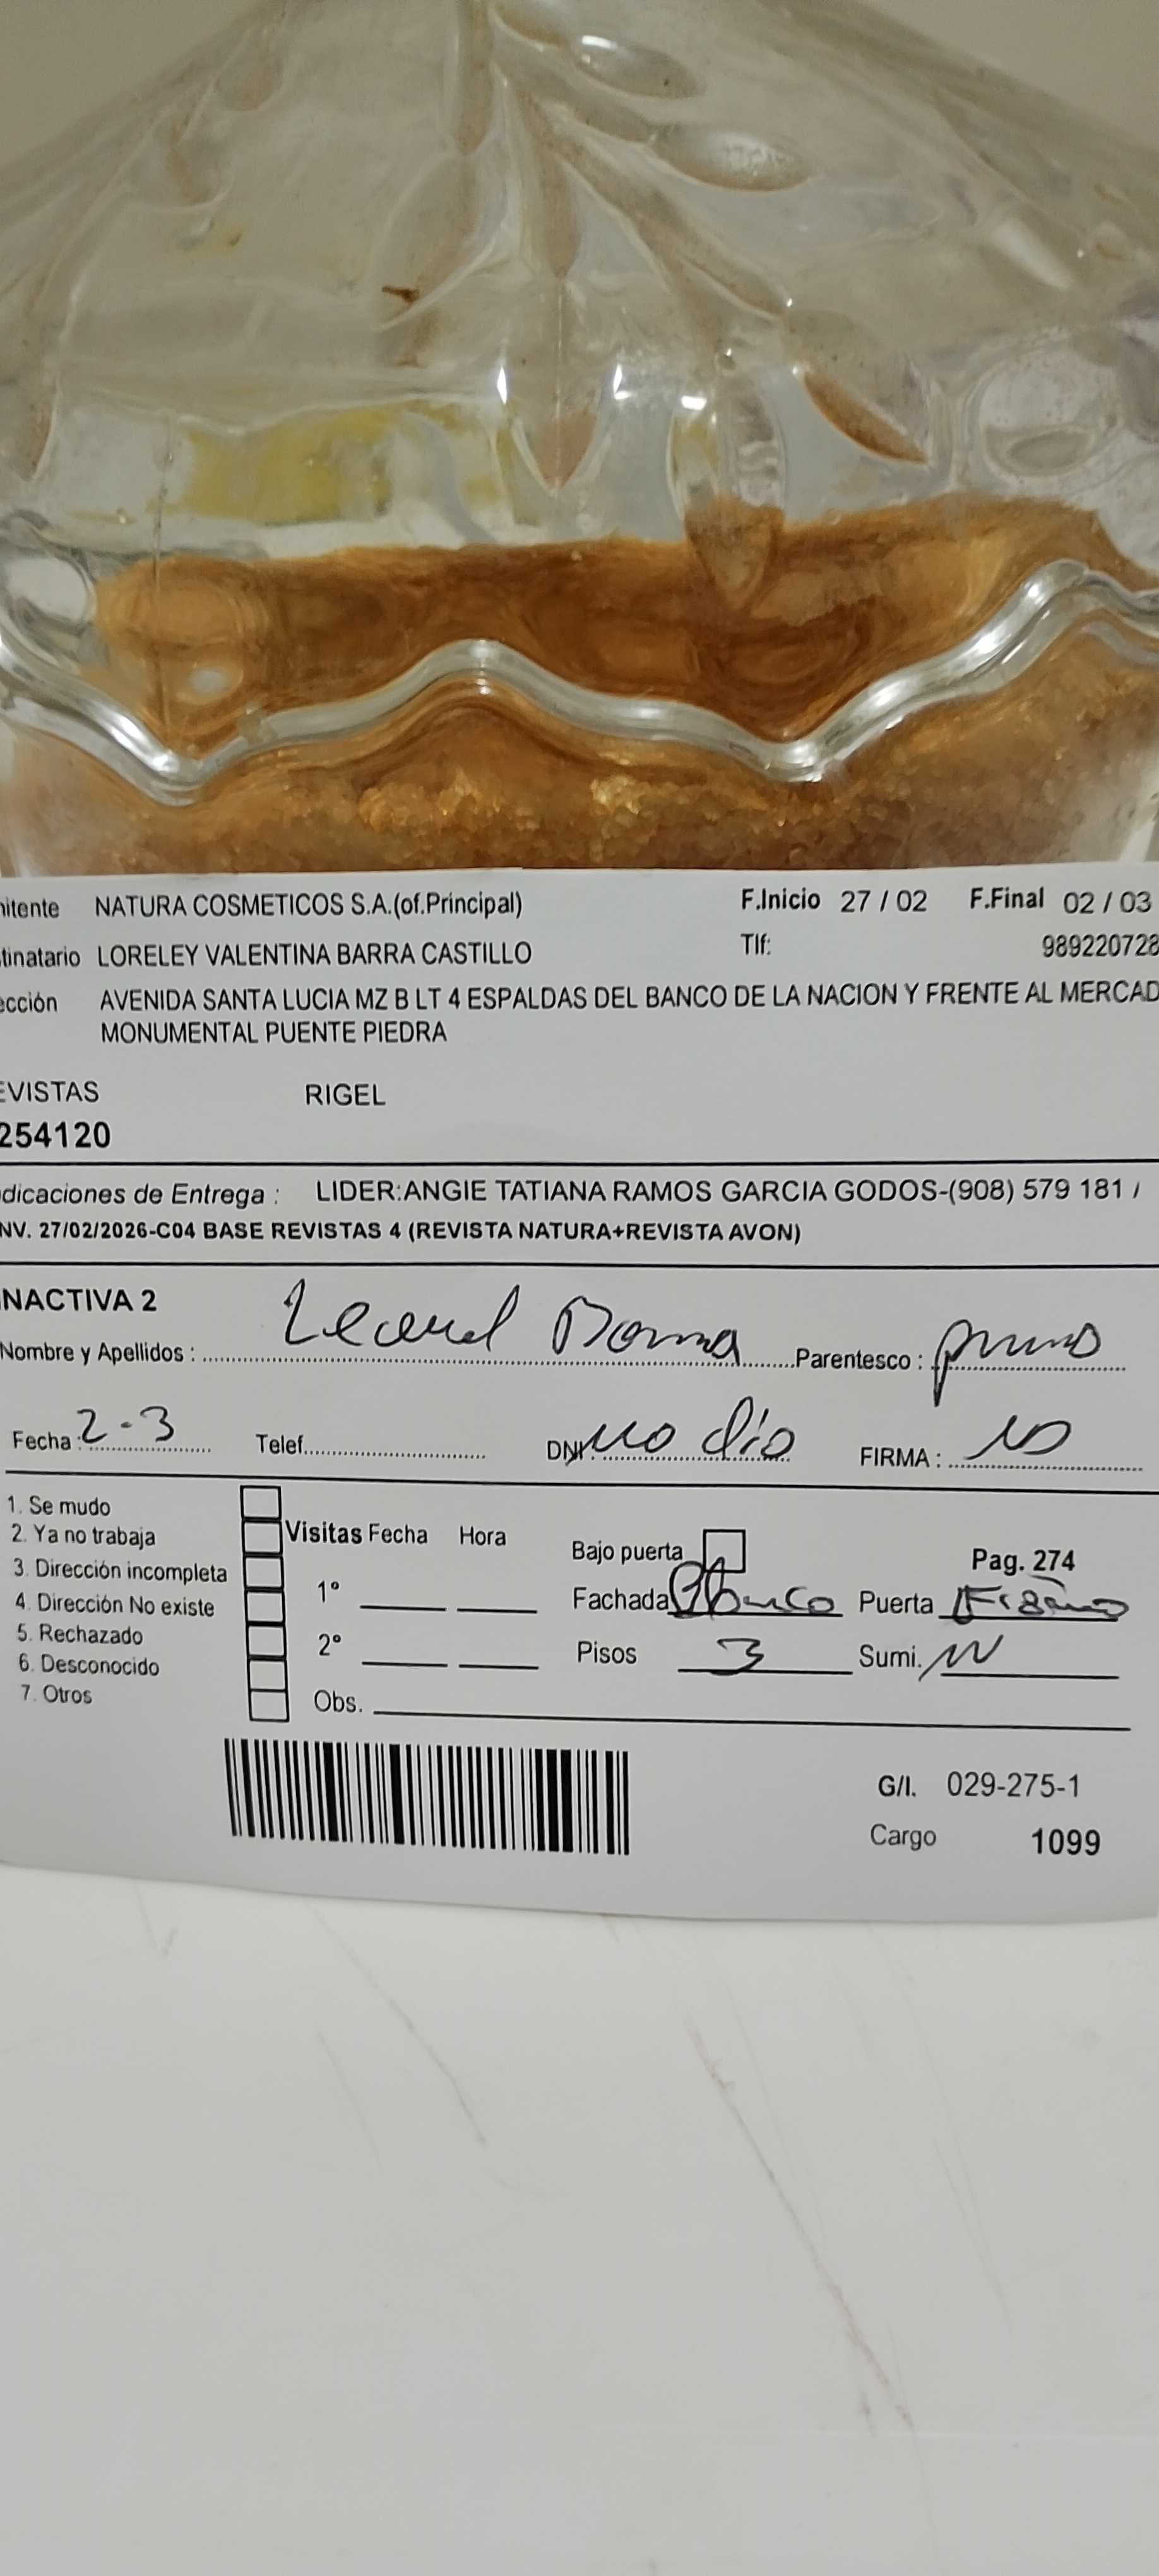 nitente NATURA COSMETICOS S.A.(of.Principal) F.Inicio 27 / 02 F.Final 02 / 03
tinatario LORELEY VALENTINA BARRA CASTILLO Tlf: 989220728
ección AVENIDA SANTA LUCIA MZ B LT 4 ESPALDAS DEL BANCO DE LA NACION Y FRENTE AL MERCAD
MONUMENTAL PUENTE PIEDRA
EVISTAS RIGEL
254120
dicaciones de Entrega : LIDER:ANGIE TATIANA RAMOS GARCIA GODOS-(908) 579 181 /
NV. 27/02/2026-C04 BASE REVISTAS 4 (REVISTA NATURA+REVISTA AVON)
NACTIVA 2
Nombre y Apellidos : Parentesco : primo
Fecha : 2-3 Telef. DNI: no dio FIRMA :
1. Se mudo
2. Ya no trabaja
3. Dirección incompleta
4. Dirección No existe
5. Rechazado
6. Desconocido
7. Otros
Visitas Fecha Hora
1°
2°
Obs.
Bajo puerta Pag. 274
Fachada Blanco Puerta
Pisos 3 Sumi.
G/I. 029-275-1
Cargo 1099